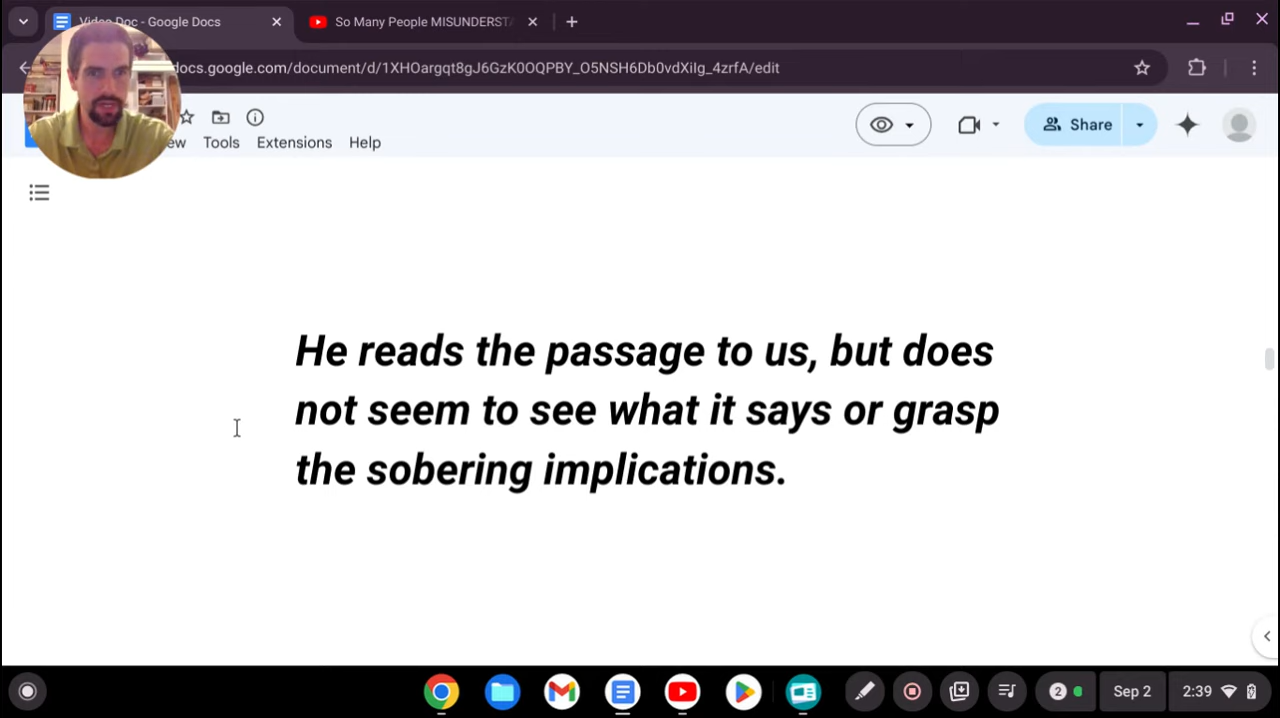 Video Doc - Google Docs
So Many People MISUNDERST
docs.google.com/document/d/1XHOargqt8gJ6GzK0OQPBY_O5NSH6Db0vdXiIg_4zrfA/edit
Tools Extensions Help
Share
He reads the passage to us, but does
not seem to see what it says or grasp
the sobering implications.
2
Sep 2
2:39